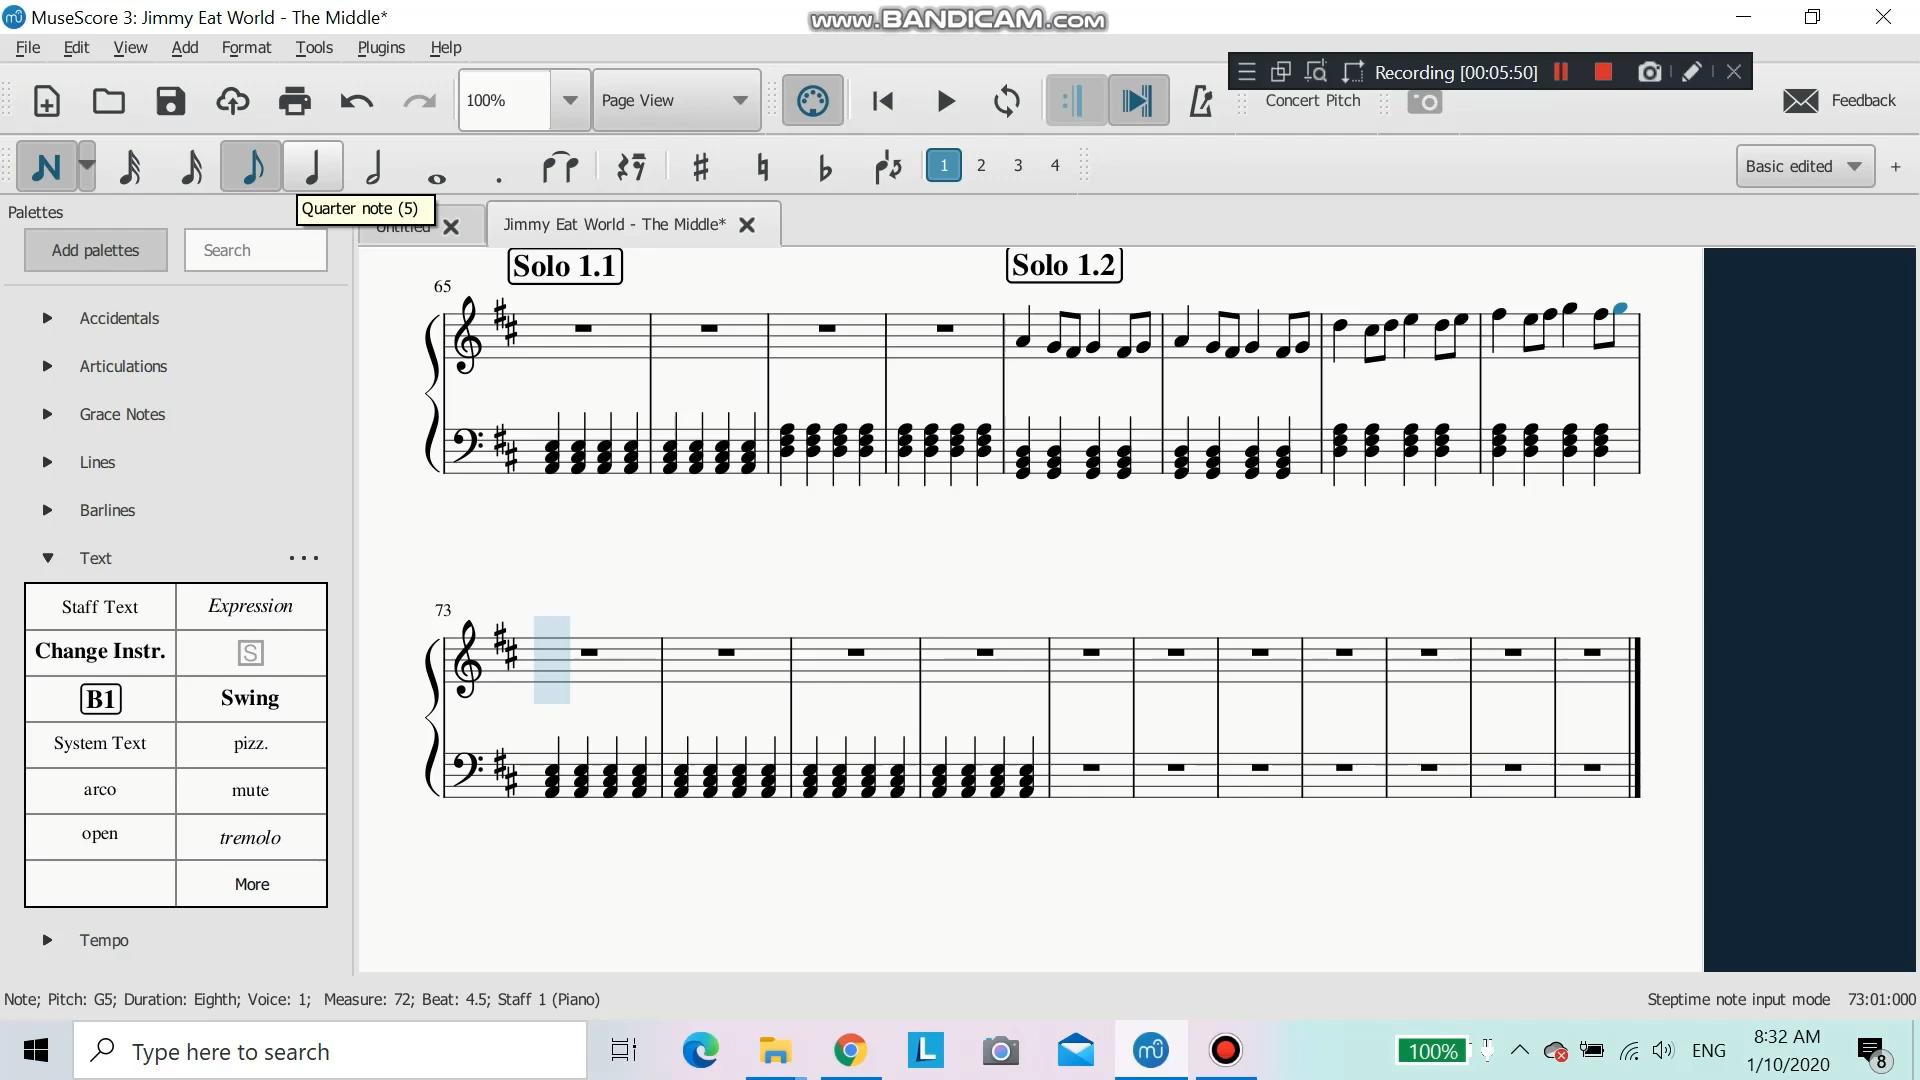 MuseScore 3: Jimmy Eat World - The Middle*
www.BANDICAM.com
File Edit View Add Format Tools Plugins Help
Recording [00:05:50]
100% Page View Concert Pitch Feedback
1 2 3 4 Basic edited +
Quarter note (5)
Palettes
Untitled Jimmy Eat World - The Middle*
Add palettes Search
Solo 1.1 Solo 1.2
65
Accidentals
Articulations
Grace Notes
Lines
Barlines
Text ...
Staff Text Expression
Change Instr. S
B1 Swing
System Text pizz.
arco mute
open tremolo
More
Tempo
73
Note; Pitch: G5; Duration: Eighth; Voice: 1; Measure: 72; Beat: 4.5; Staff 1 (Piano)
Steptime note input mode 73:01:000
Type here to search
L
100% ENG
8:32 AM
1/10/2020
8